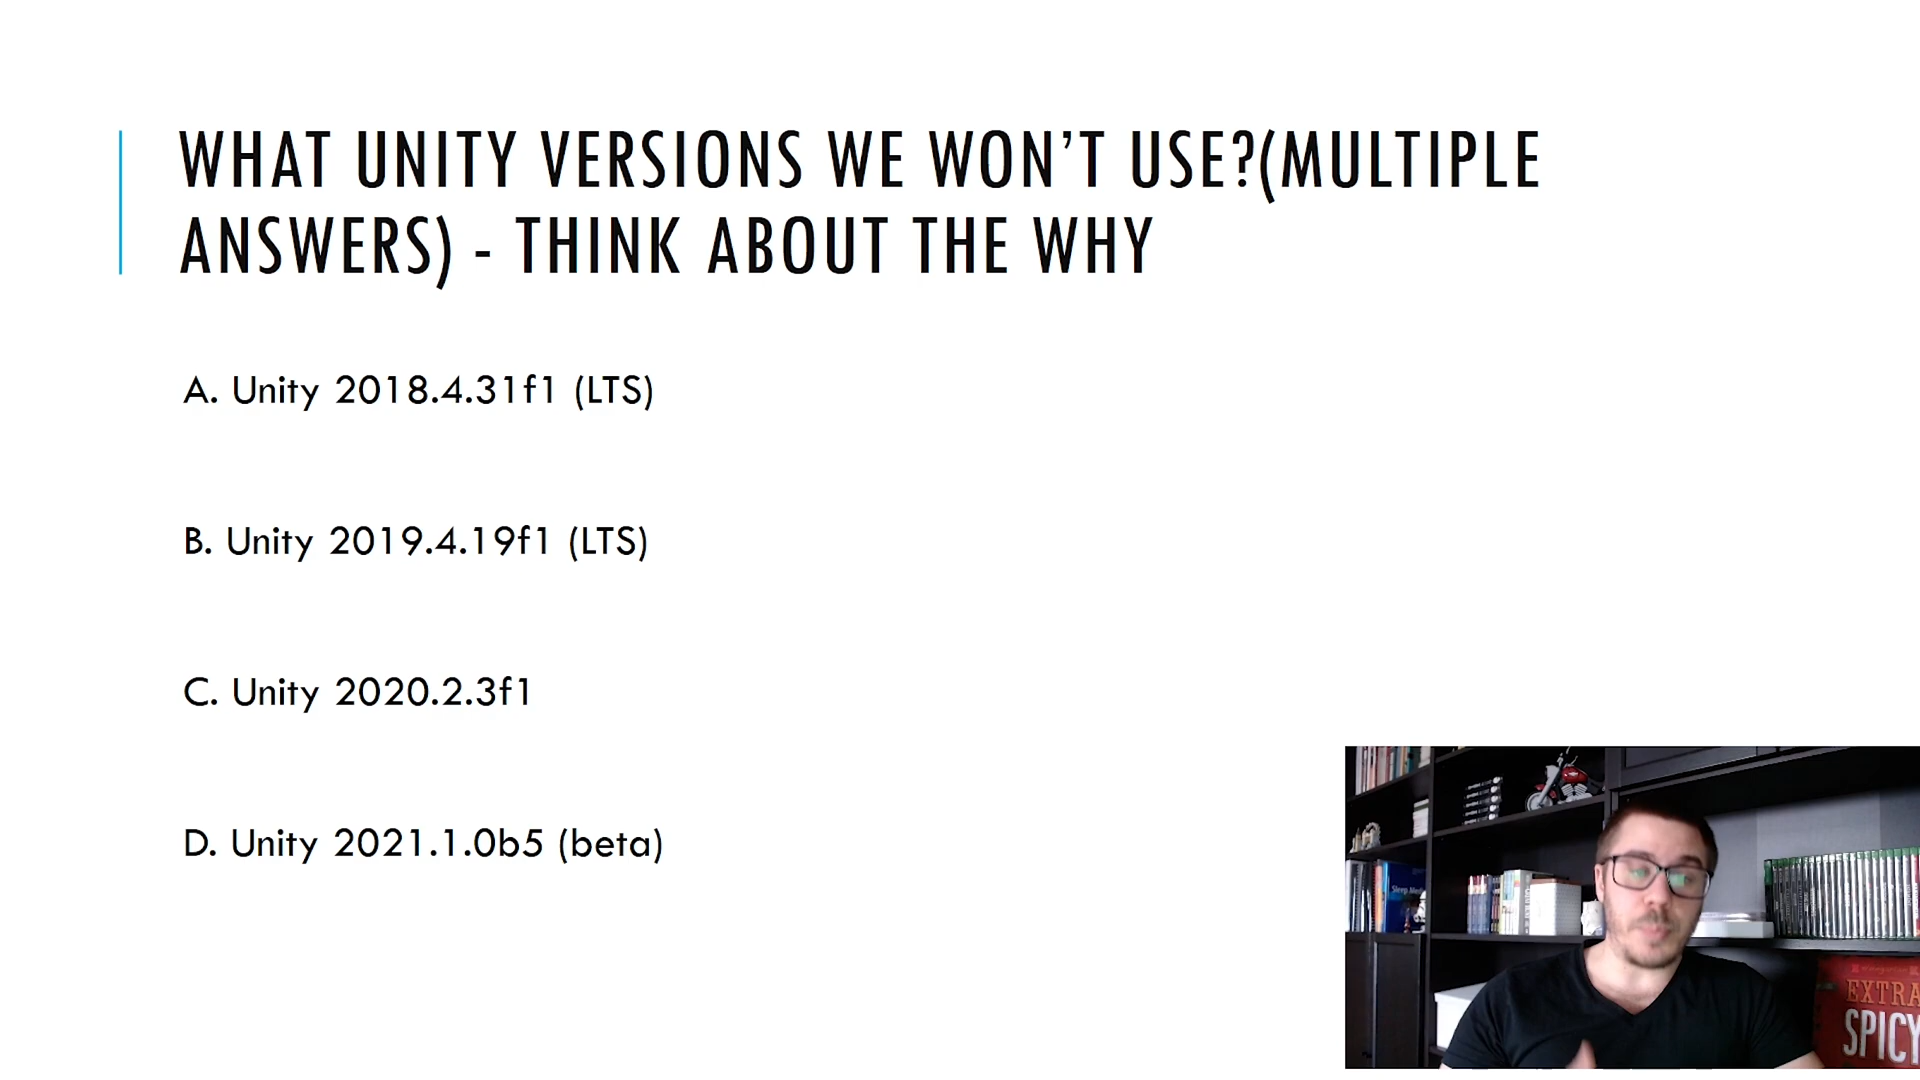 WHAT UNITY VERSIONS WE WON'T USE?(MULTIPLE
ANSWERS) - THINK ABOUT THE WHY
A. Unity 2018.4.31f1 (LTS)
B. Unity 2019.4.19f1 (LTS)
C. Unity 2020.2.3f1
D. Unity 2021.1.0b5 (beta)
EXTRA
SPICY